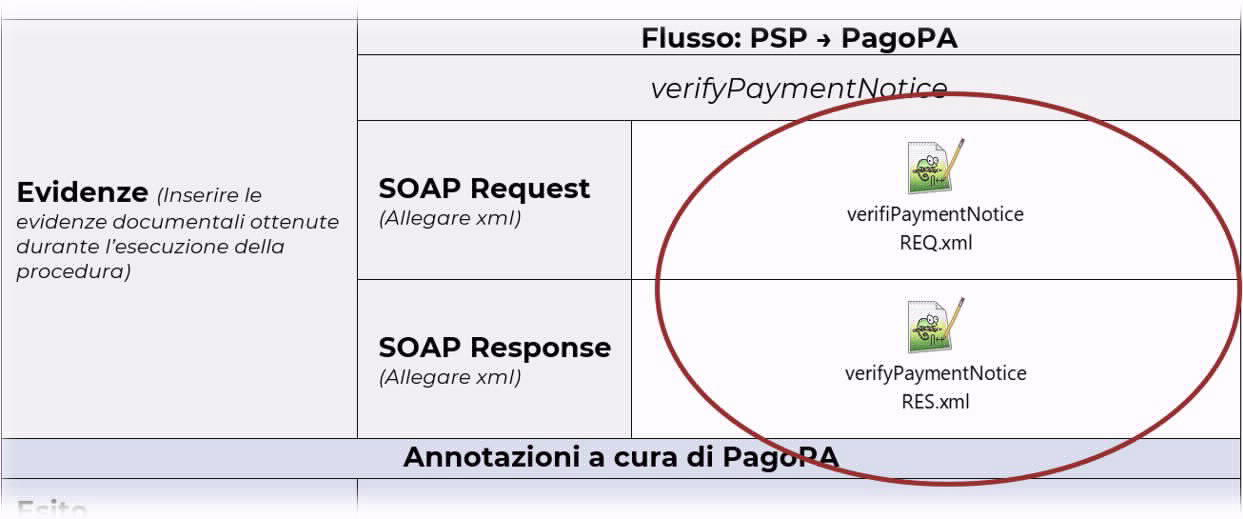 Flusso: PSP → PagoPA
verifyPaymentNotice
Evidenze (Inserire le
evidenze documentali ottenute
durante l'esecuzione della
procedura)
SOAP Request
(Allegare xml)
verifiPaymentNotice
REQ.xml
SOAP Response
(Allegare xml)
verifyPaymentNotice
RES.xml
Annotazioni a cura di PagoPA
Esito